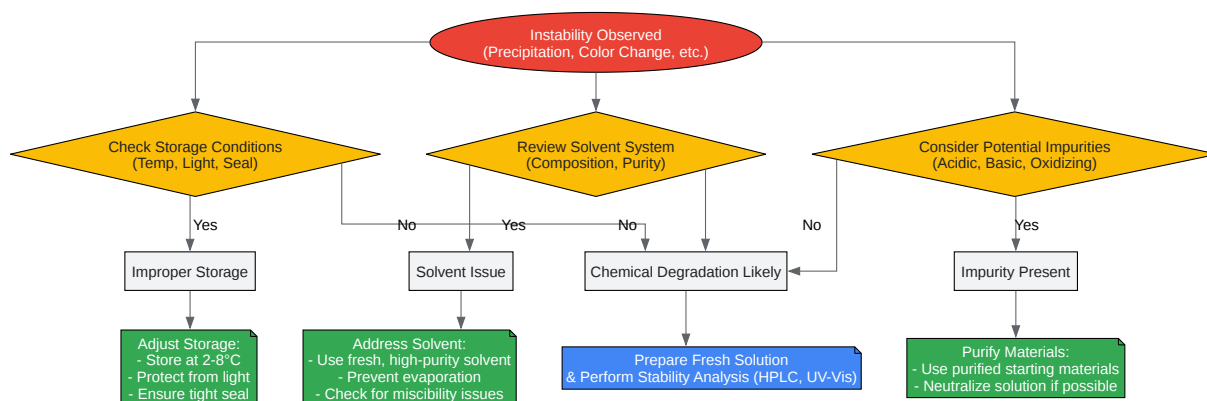 Instability Observed
(Precipitation, Color Change, etc.)
Check Storage Conditions
(Temp, Light, Seal)
Review Solvent System
(Composition, Purity)
Consider Potential Impurities
(Acidic, Basic, Oxidizing)
Yes
No
Yes
No
No
Yes
Improper Storage
Solvent Issue
Chemical Degradation Likely
Impurity Present
Adjust Storage:
- Store at 2-8°C
- Protect from light
- Ensure tight seal
Address Solvent:
- Use fresh, high-purity solvent
- Prevent evaporation
- Check for miscibility issues
Prepare Fresh Solution
& Perform Stability Analysis (HPLC, UV-Vis)
Purify Materials:
- Use purified starting materials
- Neutralize solution if possible